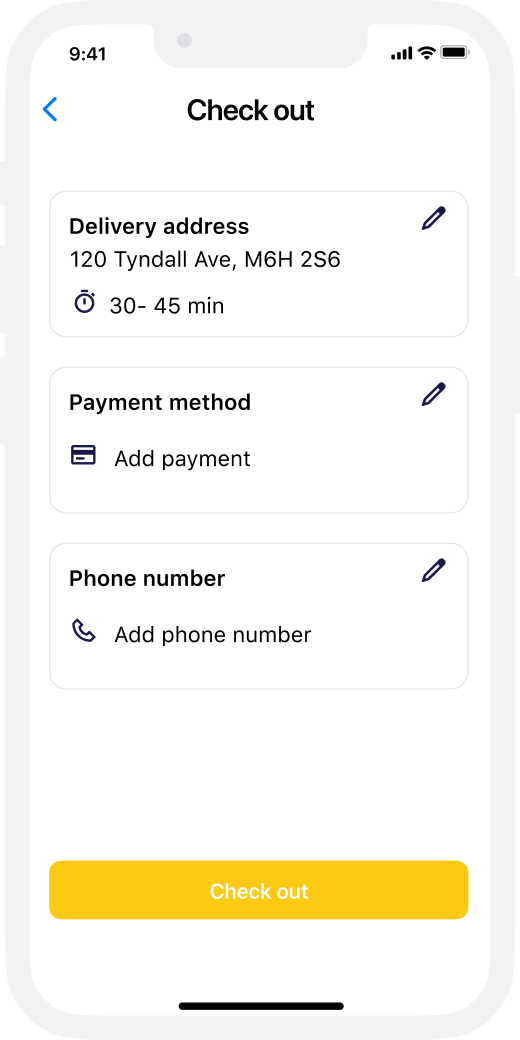 9:41
Check out
Delivery address
120 Tyndall Ave, M6H 2S6
30- 45 min
Payment method
Add payment
Phone number
Add phone number
Check out